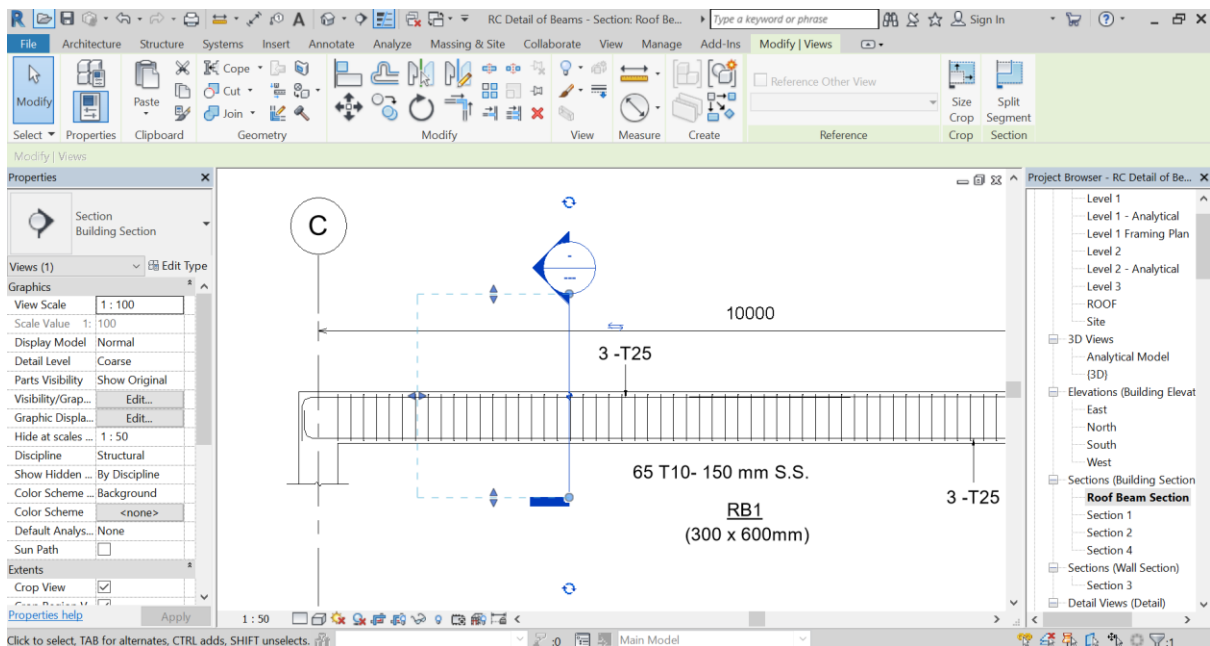 RC Detail of Beams - Section: Roof Be...
Type a keyword or phrase
Sign In
File Architecture Structure Systems Insert Annotate Analyze Massing & Site Collaborate View Manage Add-Ins Modify | Views
Modify
Paste
Cope
Cut
Join
Reference Other View
Size Crop
Split Segment
Select Properties Clipboard Geometry Modify View Measure Create Reference Crop Section
Modify | Views
Properties
Section
Building Section
Views (1) Edit Type
Graphics
View Scale 1 : 100
Scale Value 1: 100
Display Model Normal
Detail Level Coarse
Parts Visibility Show Original
Visibility/Grap... Edit...
Graphic Displa... Edit...
Hide at scales ... 1 : 50
Discipline Structural
Show Hidden ... By Discipline
Color Scheme ... Background
Color Scheme <none>
Default Analys... None
Sun Path
Extents
Crop View
Properties help Apply
C
10000
3 -T25
65 T10- 150 mm S.S.
3 -T25
RB1
(300 x 600mm)
1 : 50
Project Browser - RC Detail of Be...
Level 1
Level 1 - Analytical
Level 1 Framing Plan
Level 2
Level 2 - Analytical
Level 3
ROOF
Site
3D Views
Analytical Model
{3D}
Elevations (Building Elevat
East
North
South
West
Sections (Building Section
Roof Beam Section
Section 1
Section 2
Section 4
Sections (Wall Section)
Section 3
Detail Views (Detail)
Click to select, TAB for alternates, CTRL adds, SHIFT unselects.
:0
Main Model
:1